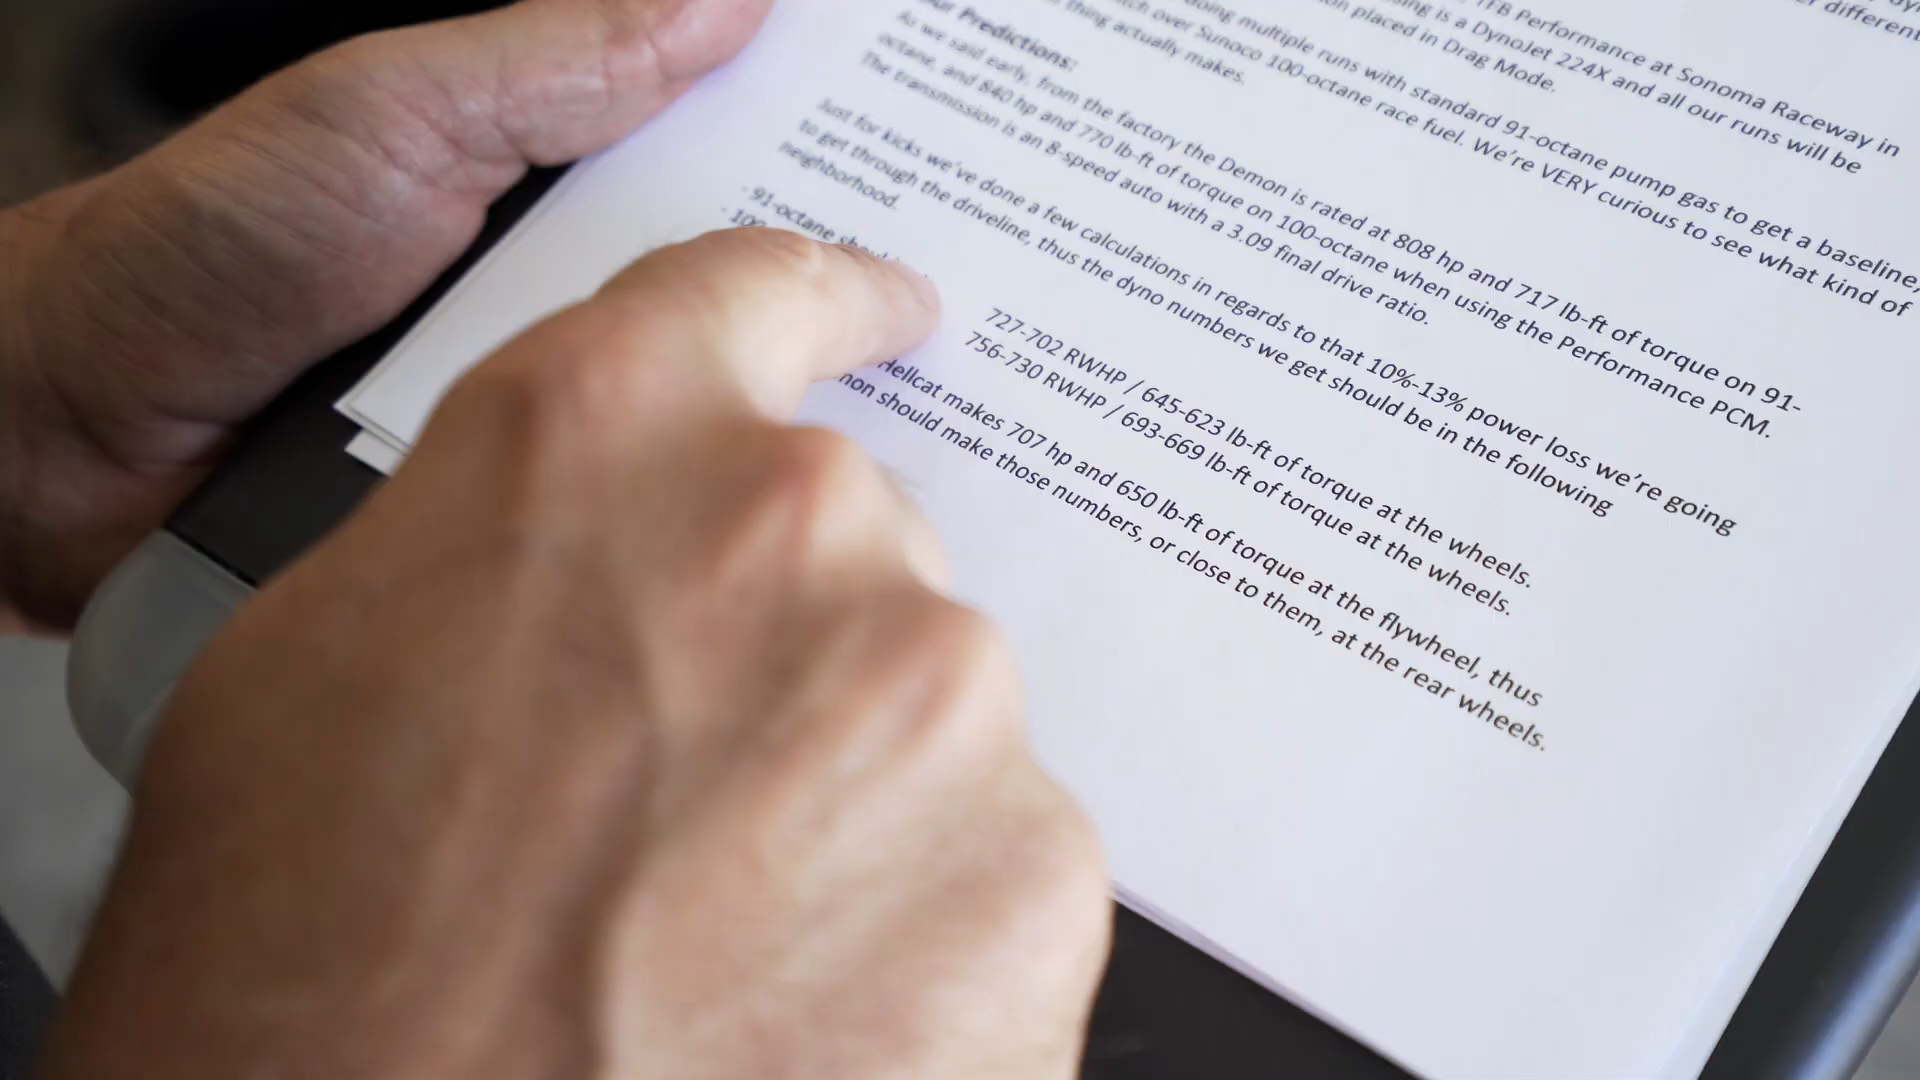 TFB Performance at Sonoma Raceway in
is a DynoJet 224X and all our runs will be
placed in Drag Mode.
doing multiple runs with standard 91-octane pump gas to get a baseline,
over Sunoco 100-octane race fuel. We're VERY curious to see what kind of
thing actually makes.
Our Predictions:
As we said early, from the factory the Demon is rated at 808 hp and 717 lb-ft of torque on 91-
octane, and 840 hp and 770 lb-ft of torque on 100-octane when using the Performance PCM.
The transmission is an 8-speed auto with a 3.09 final drive ratio.
Just for kicks we've done a few calculations in regards to that 10%-13% power loss we're going
to get through the driveline, thus the dyno numbers we get should be in the following
neighborhood.
- 91-octane should 727-702 RWHP / 645-623 lb-ft of torque at the wheels.
- 100 756-730 RWHP / 693-669 lb-ft of torque at the wheels.
Hellcat makes 707 hp and 650 lb-ft of torque at the flywheel, thus
should make those numbers, or close to them, at the rear wheels.